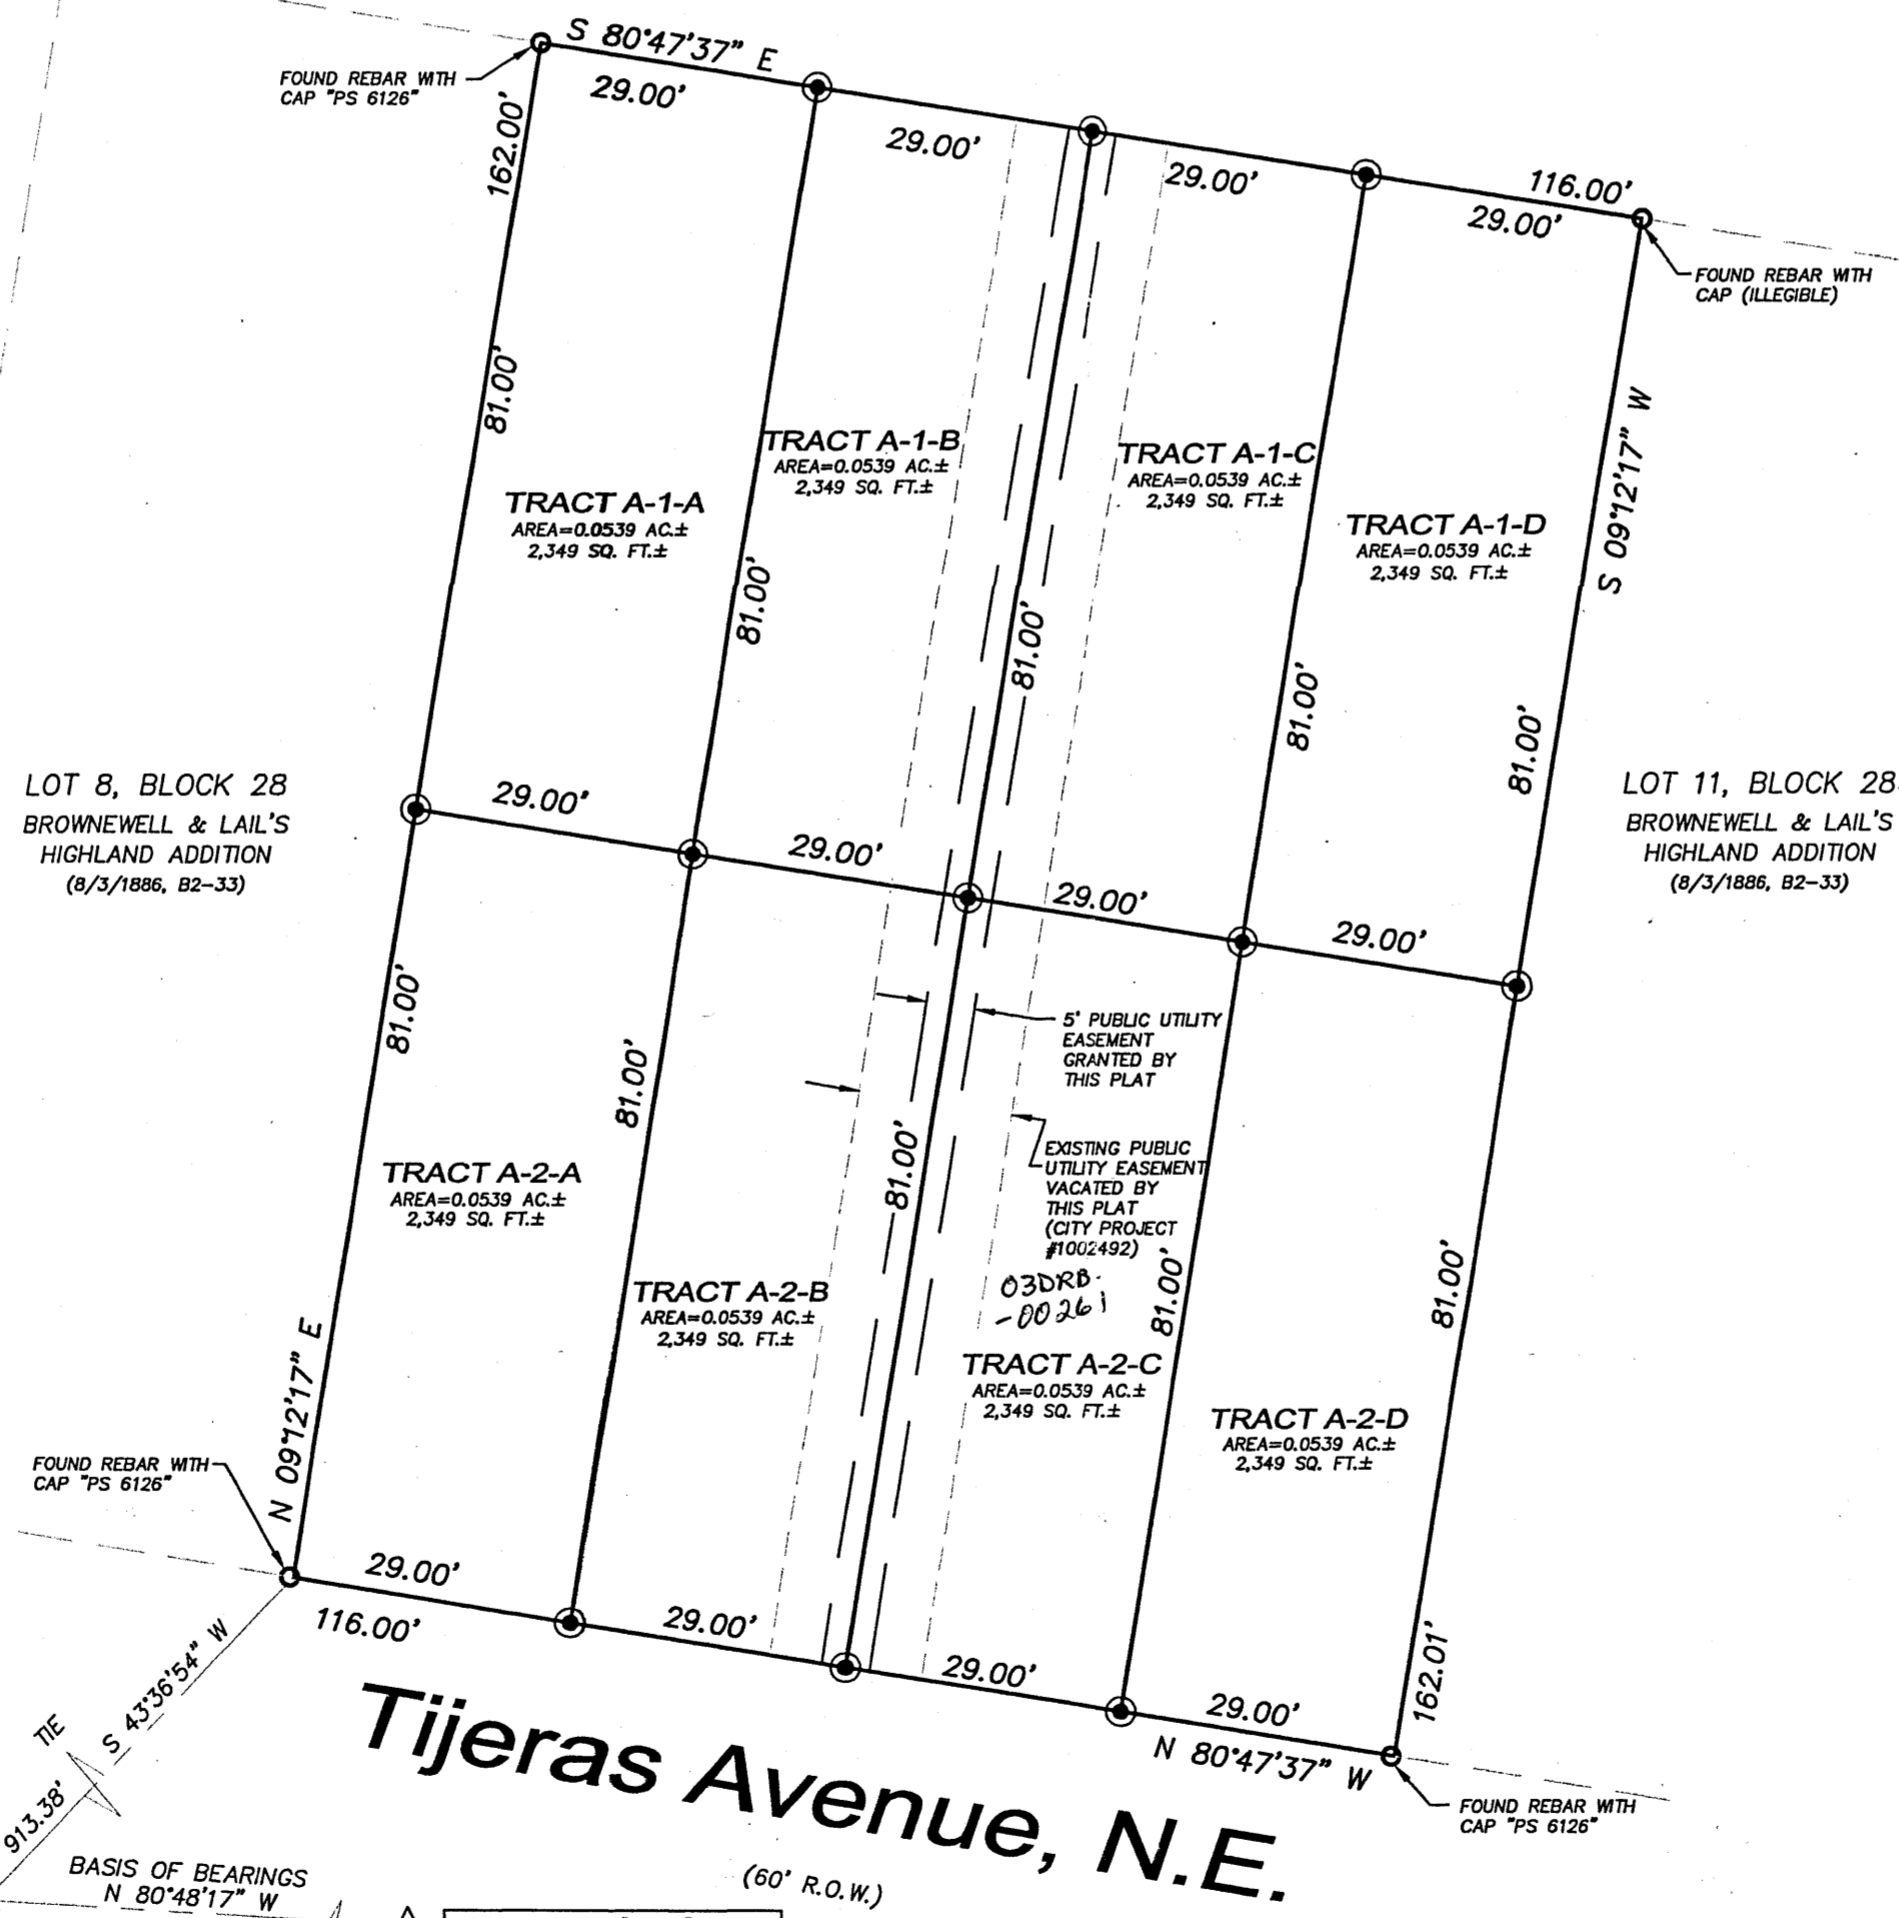 S 80°47'37" E
FOUND REBAR WITH
CAP "PS 6126"
29.00'
162.00'
29.00'
29.00'
116.00'
29.00'
FOUND REBAR WITH
CAP (ILLEGIBLE)
81.00'
TRACT A-1-A
AREA=0.0539 AC.±
2,349 SQ. FT.±
81.00'
TRACT A-1-B
AREA=0.0539 AC.±
2,349 SQ. FT.±
81.00'
TRACT A-1-C
AREA=0.0539 AC.±
2,349 SQ. FT.±
81.00'
TRACT A-1-D
AREA=0.0539 AC.±
2,349 SQ. FT.±
S 09°12'17" W
81.00'
LOT 8, BLOCK 28
BROWNEWELL & LAIL'S
HIGHLAND ADDITION
(8/3/1886, B2-33)
29.00'
29.00'
29.00'
29.00'
LOT 11, BLOCK 28
BROWNEWELL & LAIL'S
HIGHLAND ADDITION
(8/3/1886, B2-33)
81.00'
81.00'
5' PUBLIC UTILITY
EASEMENT
GRANTED BY
THIS PLAT
81.00'
EXISTING PUBLIC
UTILITY EASEMENT
VACATED BY
THIS PLAT
(CITY PROJECT
#1002492)
03DRB-
-00261
TRACT A-2-A
AREA=0.0539 AC.±
2,349 SQ. FT.±
TRACT A-2-B
AREA=0.0539 AC.±
2,349 SQ. FT.±
81.00'
81.00'
TRACT A-2-C
AREA=0.0539 AC.±
2,349 SQ. FT.±
TRACT A-2-D
AREA=0.0539 AC.±
2,349 SQ. FT.±
N 09°12'17" E
FOUND REBAR WITH
CAP "PS 6126"
29.00'
116.00'
29.00'
29.00'
29.00'
162.01'
N 80°47'37" W
FOUND REBAR WITH
CAP "PS 6126"
S 43°36'54" W
TIE
913.38'
Tijeras Avenue, N.E.
(60' R.O.W.)
BASIS OF BEARINGS
N 80°48'17" W